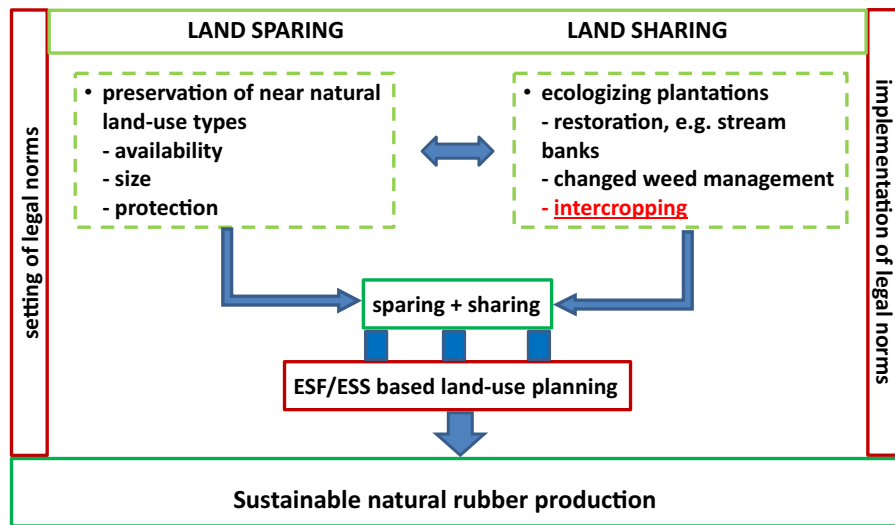 LAND SPARING
LAND SHARING
setting of legal norms
• preservation of near natural
land-use types
- availability
- size
- protection
• ecologizing plantations
- restoration, e.g. stream
banks
- changed weed management
- intercropping
implementation of legal norms
sparing + sharing
ESF/ESS based land-use planning
Sustainable natural rubber production